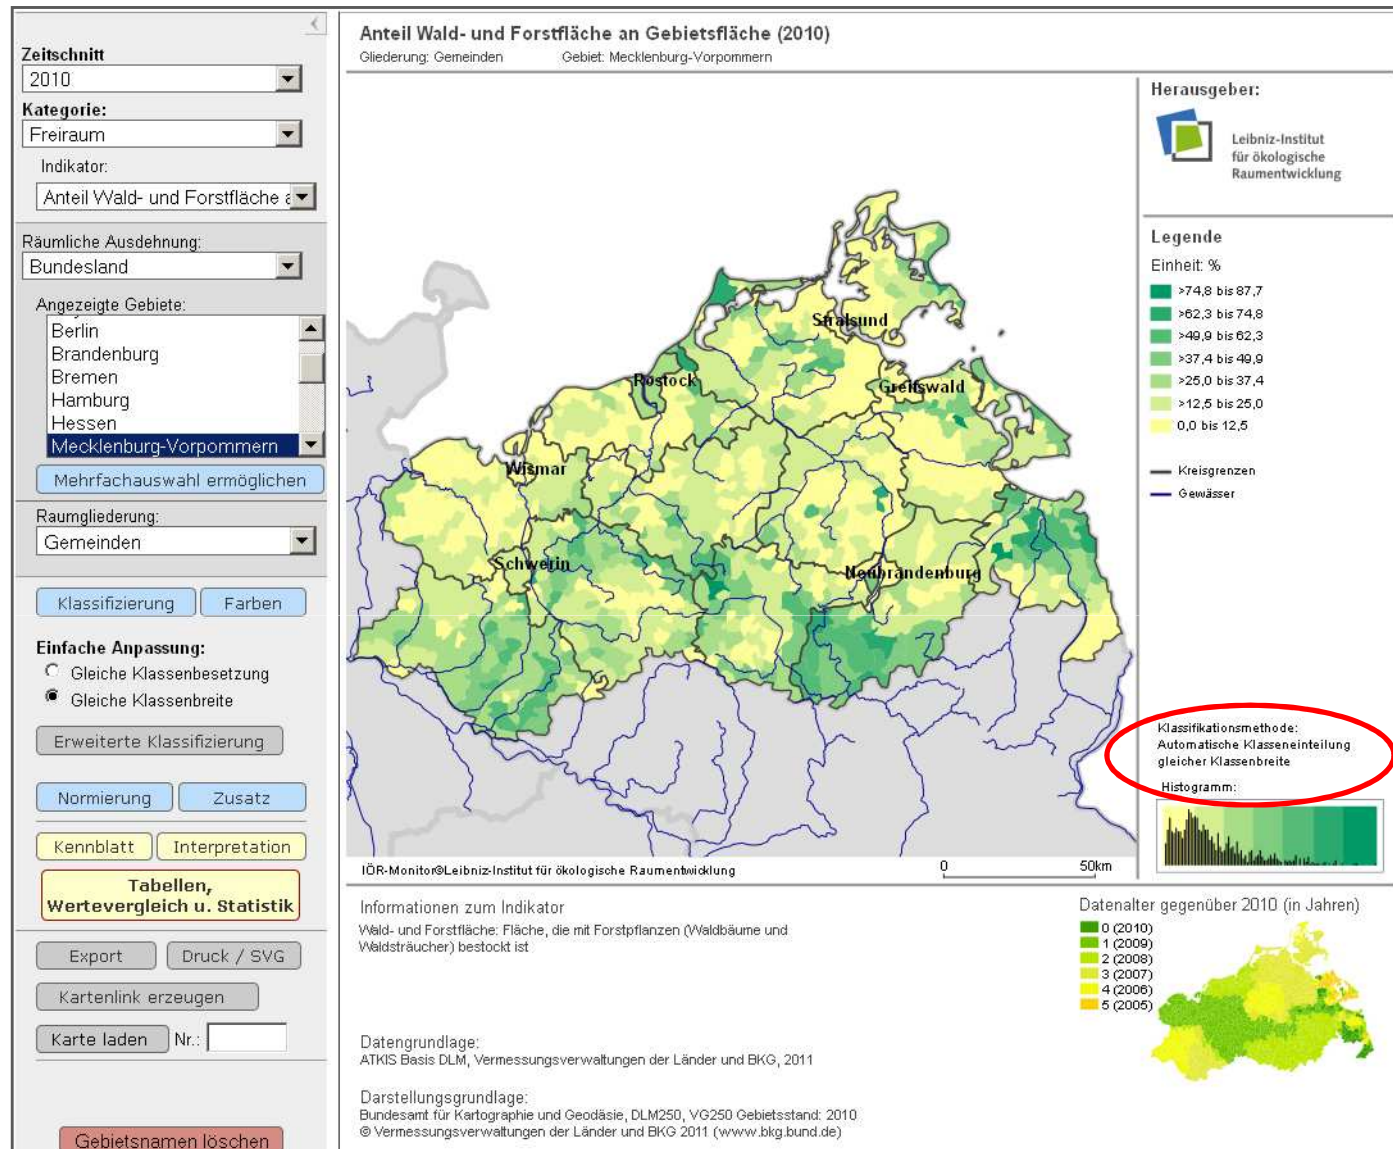 Zeitschnitt
2010
Kategorie:
Freiraum
Indikator:
Anteil Wald- und Forstfläche a
Räumliche Ausdehnung:
Bundesland
Angezeigte Gebiete:
Berlin
Brandenburg
Bremen
Hamburg
Hessen
Mecklenburg-Vorpommern
Mehrfachauswahl ermöglichen
Raumgliederung:
Gemeinden
Klassifizierung
Farben
Einfache Anpassung:
Gleiche Klassenbesetzung
Gleiche Klassenbreite
Erweiterte Klassifizierung
Normierung
Zusatz
Kennblatt
Interpretation
Tabellen,
Wertevergleich u. Statistik
Export
Druck / SVG
Kartenlink erzeugen
Karte laden
Nr.:
Gebietsnamen löschen
Anteil Wald- und Forstfläche an Gebietsfläche (2010)
Gliederung: Gemeinden
Gebiet: Mecklenburg-Vorpommern
Stralsund
Rostock
Greifswald
Wismar
Schwerin
Neubrandenburg
IÖR-Monitor©Leibniz-Institut für ökologische Raumentwicklung
0
50km
Herausgeber:
Leibniz-Institut
für ökologische
Raumentwicklung
Legende
Einheit: %
>74,8 bis 87,7
>62,3 bis 74,8
>49,9 bis 62,3
>37,4 bis 49,9
>25,0 bis 37,4
>12,5 bis 25,0
0,0 bis 12,5
Kreisgrenzen
Gewässer
Klassifikationsmethode:
Automatische Klasseneinteilung
gleicher Klassenbreite
Histogramm:
Informationen zum Indikator
Wald- und Forstfläche: Fläche, die mit Forstpflanzen (Waldbäume und
Waldsträucher) bestockt ist
Datengrundlage:
ATKIS Basis DLM, Vermessungsverwaltungen der Länder und BKG, 2011
Darstellungsgrundlage:
Bundesamt für Kartographie und Geodäsie, DLM250, VG250 Gebietsstand: 2010
© Vermessungsverwaltungen der Länder und BKG 2011 (www.bkg.bund.de)
Datenalter gegenüber 2010 (in Jahren)
0 (2010)
1 (2009)
2 (2008)
3 (2007)
4 (2006)
5 (2005)